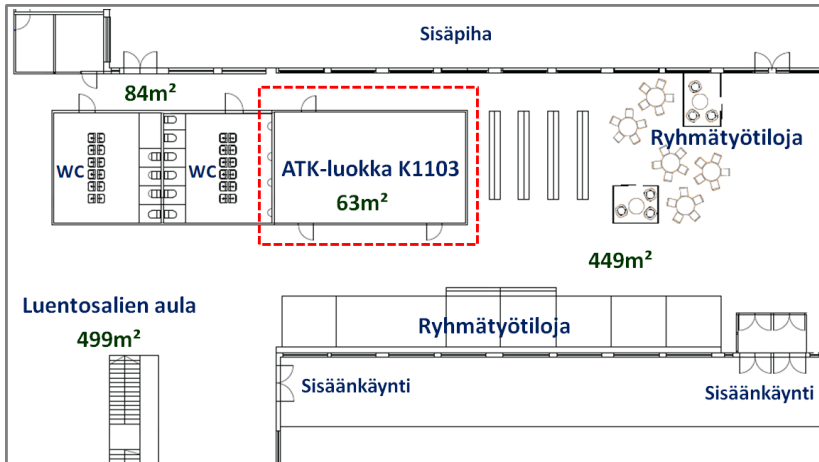 Sisäpiha
84m²
Ryhmätyötiloja
WC
WC
ATK-luokka K1103
63m²
449m²
Luentosalien aula
499m²
Ryhmätyötiloja
Sisäänkäynti
Sisäänkäynti